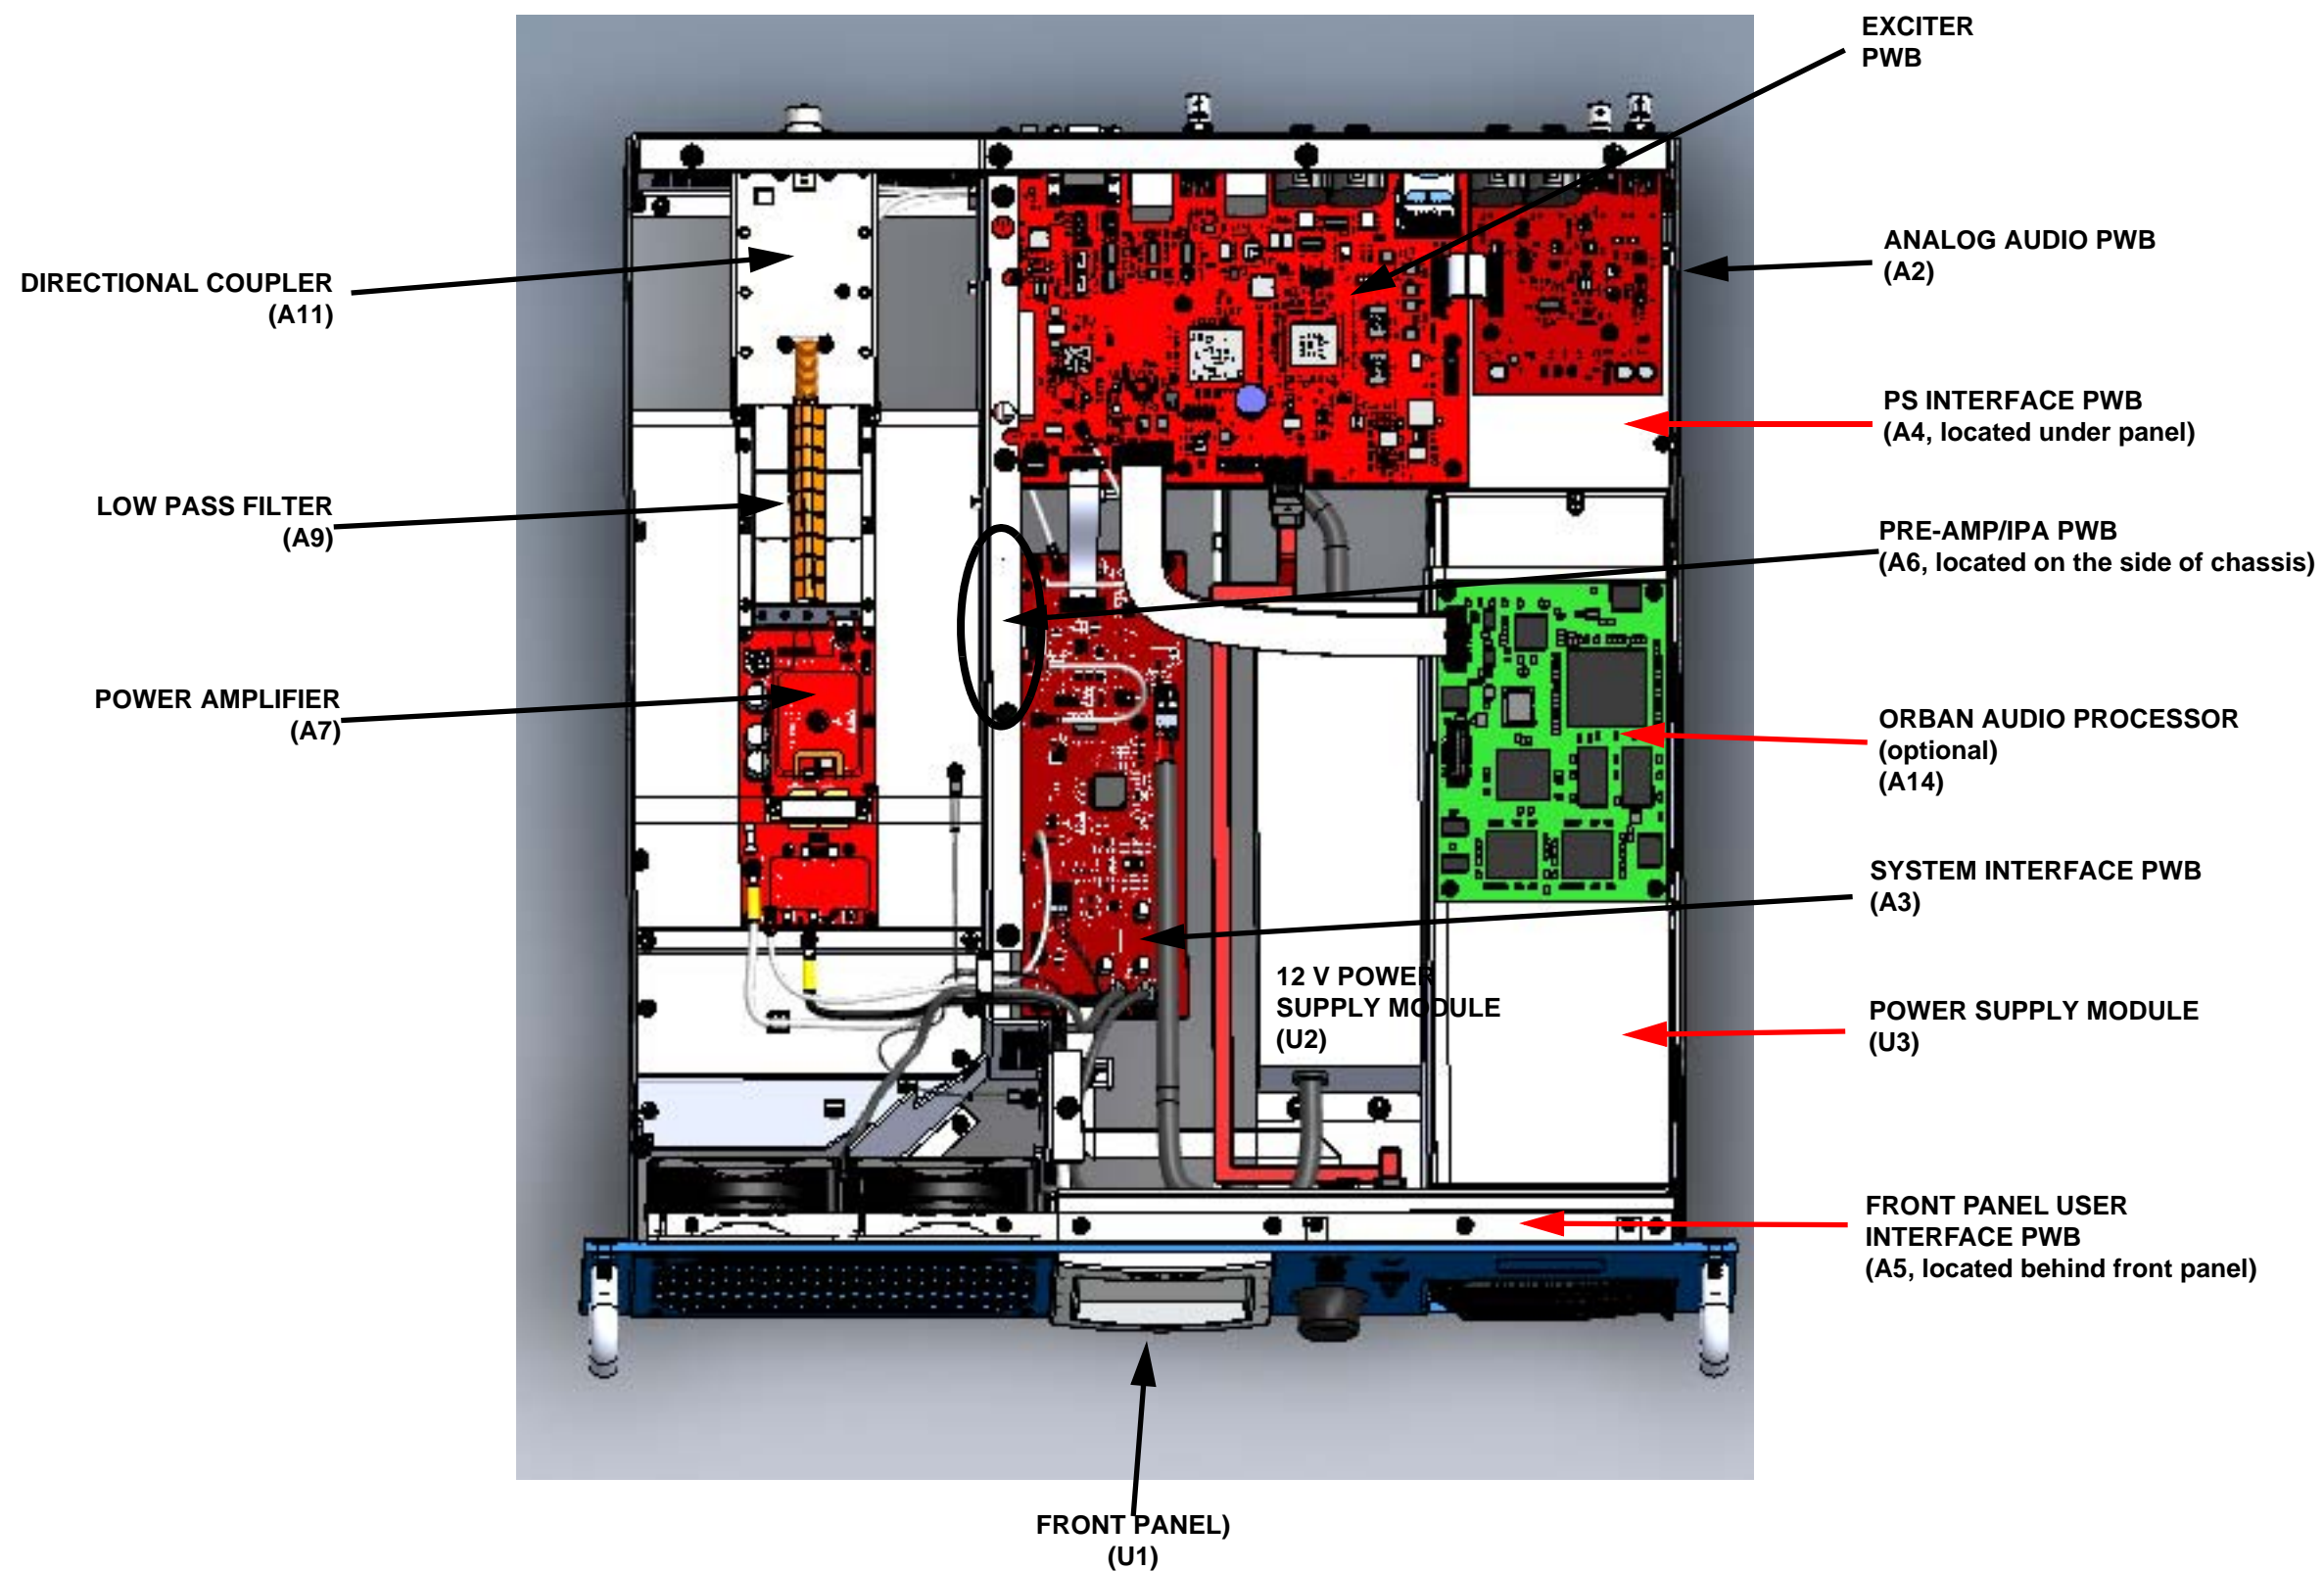 EXCITER
PWB
ANALOG AUDIO PWB
(A2)
DIRECTIONAL COUPLER
(A11)
PS INTERFACE PWB
(A4, located under panel)
LOW PASS FILTER
(A9)
PRE-AMP/IPA PWB
(A6, located on the side of chassis)
POWER AMPLIFIER
(A7)
ORBAN AUDIO PROCESSOR
(optional)
(A14)
SYSTEM INTERFACE PWB
(A3)
12 V POWER
SUPPLY MODULE
(U2)
POWER SUPPLY MODULE
(U3)
FRONT PANEL USER
INTERFACE PWB
(A5, located behind front panel)
FRONT PANEL)
(U1)